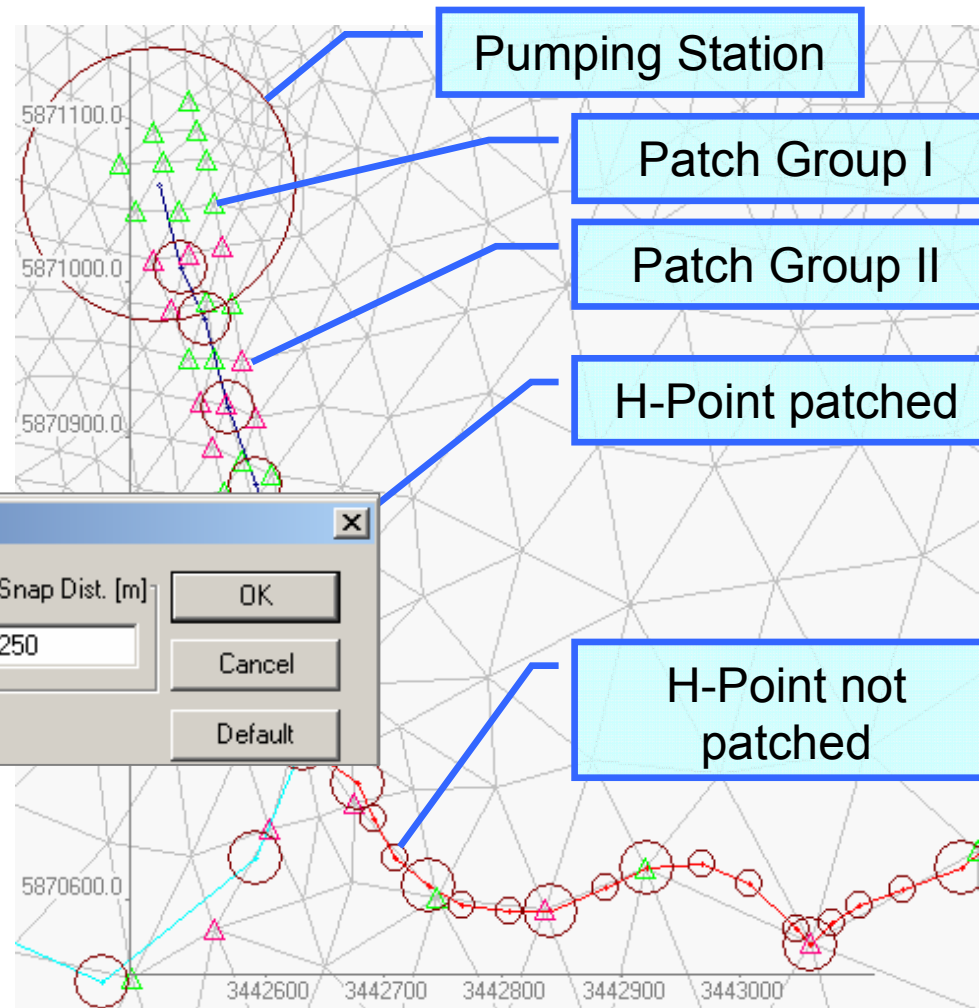 Pumping Station
5871100.0
Patch Group I
5871000.0
Patch Group II
H-Point patched
5870900.0
Snap Dist. [m]
OK
250
Cancel
Default
H-Point not
patched
5870600.0
3442600 3442700 3442800 3442900 3443000